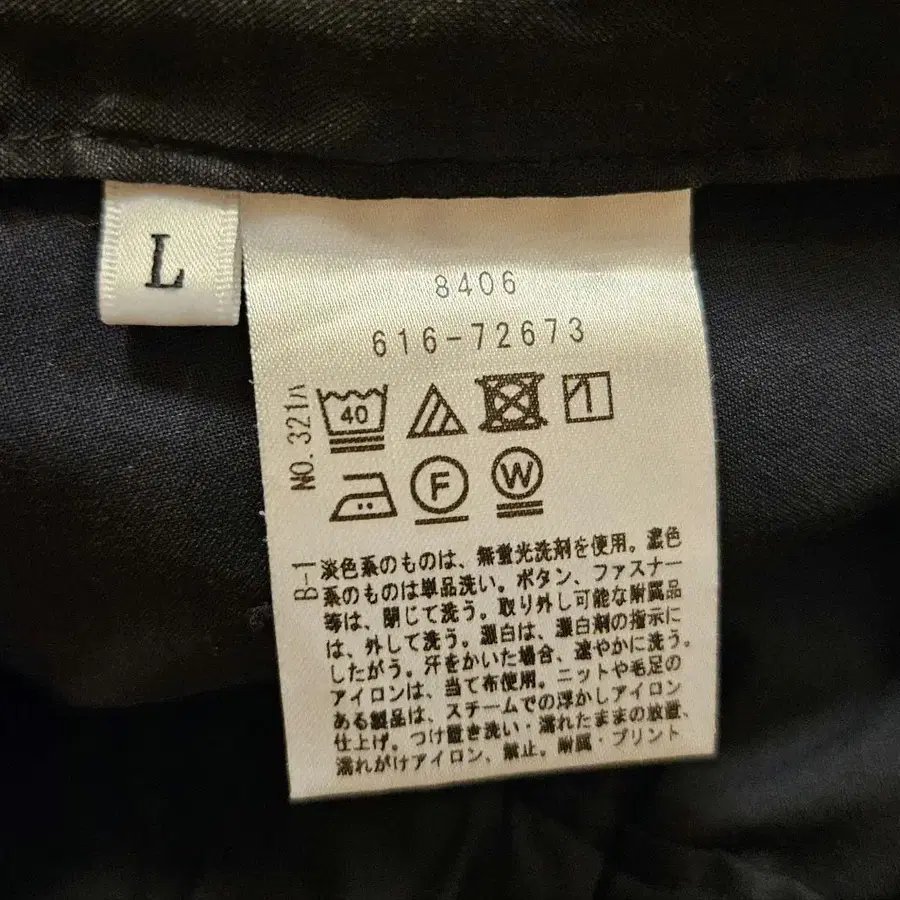 L
8406
616-72673
NO.321ハ
40
F
W
B-1
淡色系のものは、無蛍光洗剤を使用。濃色
系のものは単品洗い。ボタン、ファスナー
等は、閉じて洗う。取り外し可能な附属品
は、外して洗う。漂白は、漂白剤の指示に
したがう。汗をかいた場合、速やかに洗う。
アイロンは、当て布使用。ニットや毛足の
ある製品は、スチームでの浮かしアイロン
仕上げ。つけ置き洗い・濡れたままの放置、
濡れがけアイロン、禁止。附属・プリント